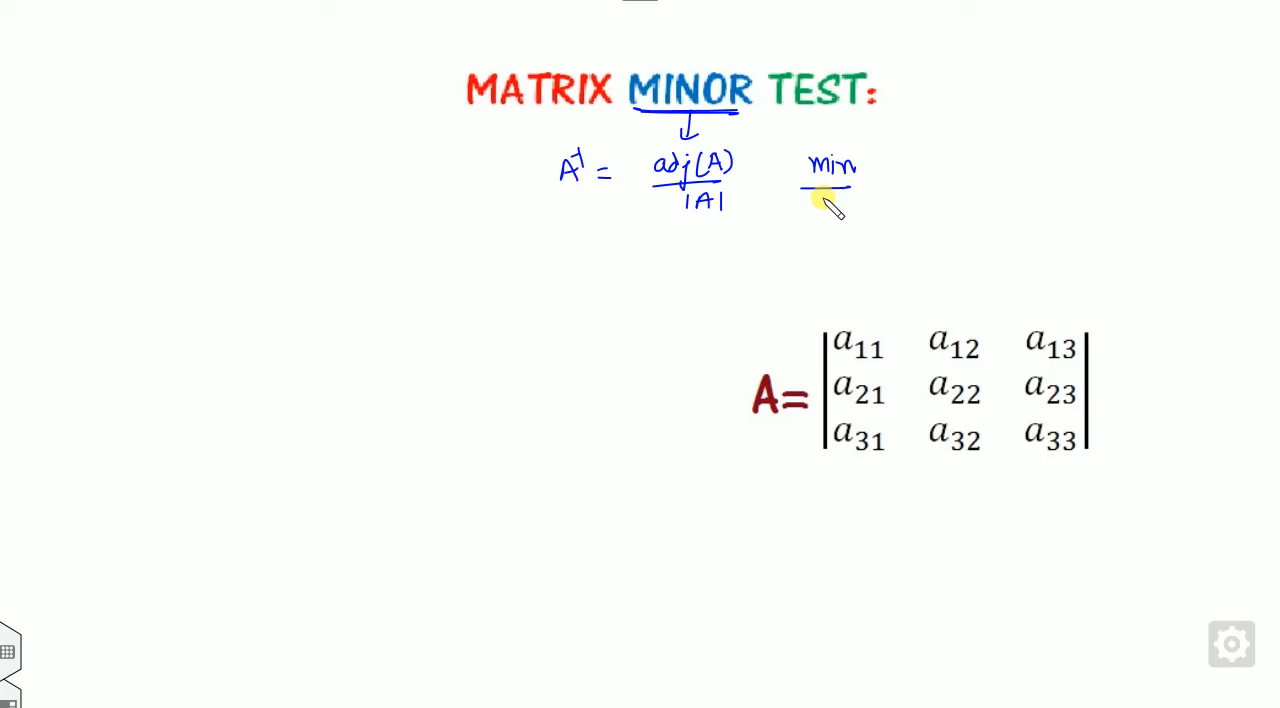 MATRIX MINOR TEST:
A⁻¹ = adj(A) / |A| min
A= | a₁₁ a₁₂ a₁₃ |
| a₂₁ a₂₂ a₂₃ |
| a₃₁ a₃₂ a₃₃ |